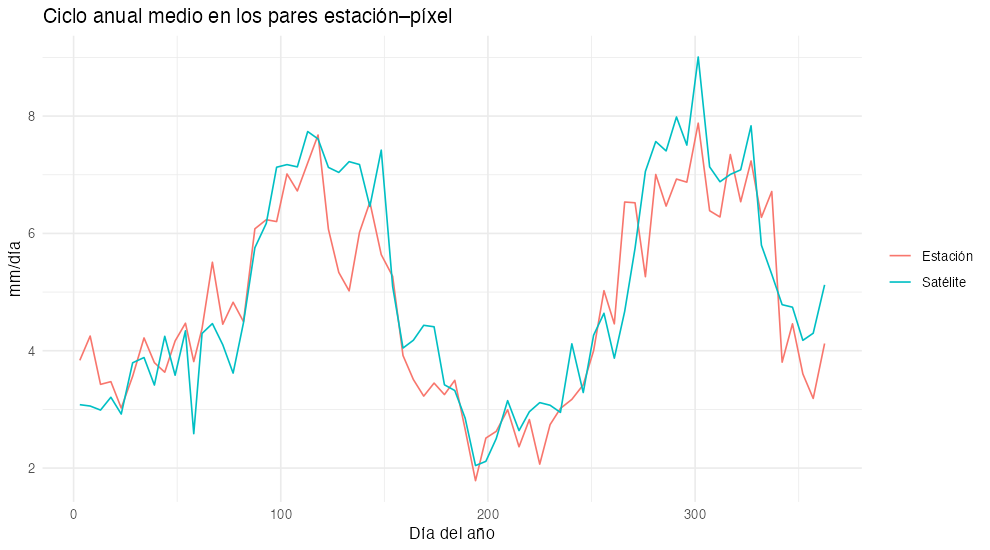 Ciclo anual medio en los pares estación–píxel
mm/día
8
6
4
2
0
100
200
300
Día del año
Estación
Satélite